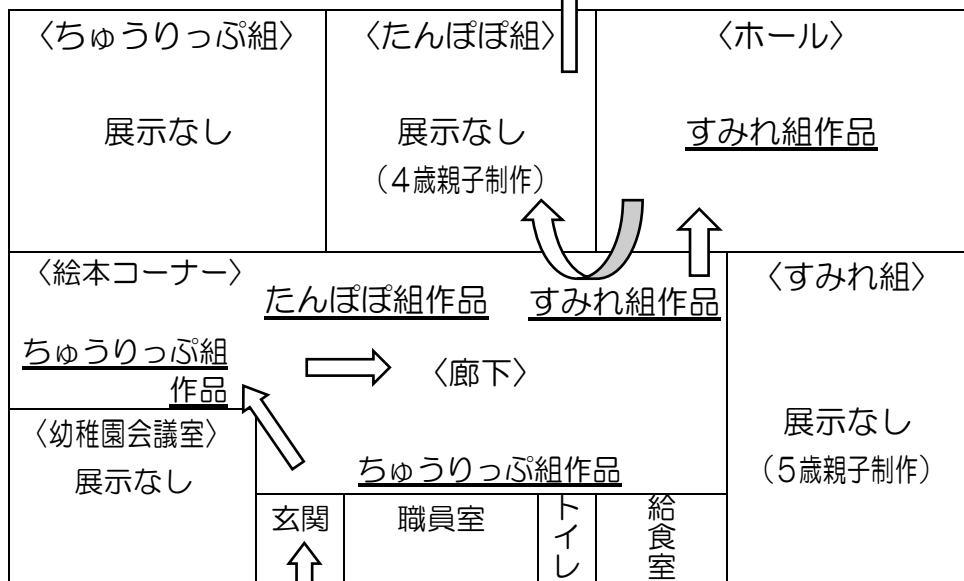 〈ちゅうりっぷ組〉
展示なし
〈たんぽぽ組〉
展示なし
（４歳親子制作）
〈ホール〉
すみれ組作品
〈絵本コーナー〉
たんぽぽ組作品
すみれ組作品
ちゅうりっぷ組
作品
〈廊下〉
ちゅうりっぷ組作品
〈すみれ組〉
展示なし
（５歳親子制作）
〈幼稚園会議室〉
展示なし
玄関
職員室
トイレ
給食室